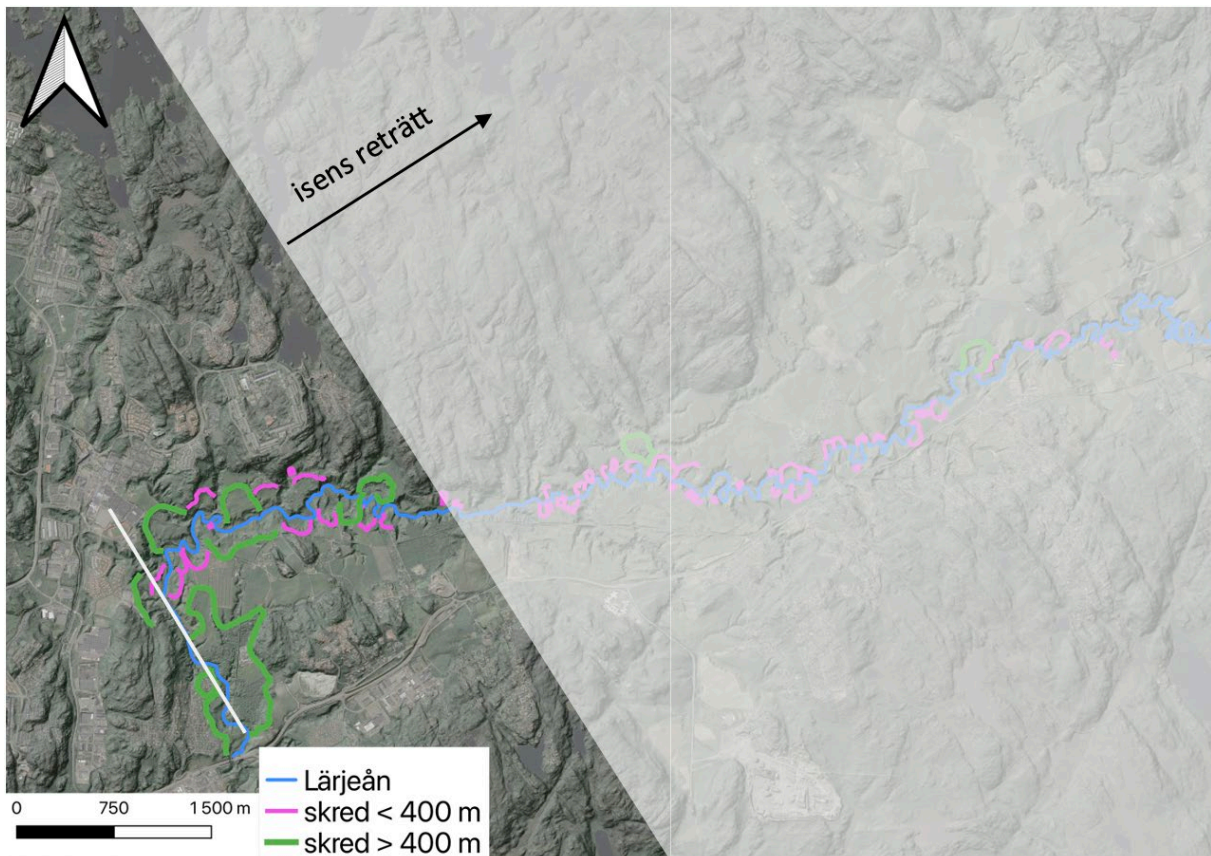 isens reträtt
Lärjeån
skred < 400 m
skred > 400 m
0 750 1 500 m